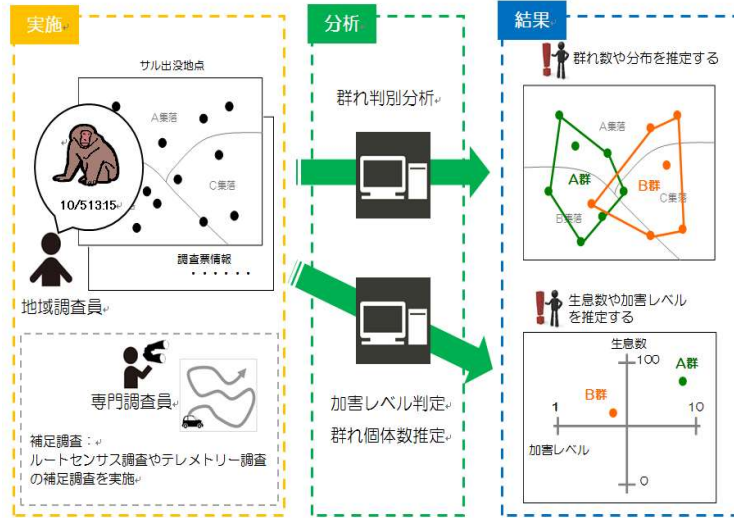 実施
サル出没地点
A集落
C集落
10/5 13:15
調査票情報
・・・・・・
地域調査員
専門調査員
補足調査：
ルートセンサス調査やテレメトリー調査
の補足調査を実施
分析
群れ判別分析
加害レベル判定
群れ個体数推定
結果
群れ数や分布を推定する
A集落
A群
B群
C集落
B集落
生息数や加害レベル
を推定する
生息数
100
A群
B群
1
10
加害レベル
0